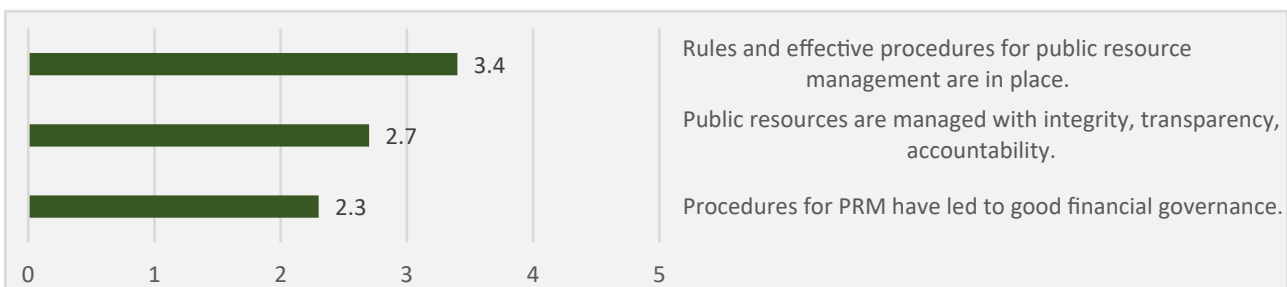 3.4
Rules and effective procedures for public resource
management are in place.
2.7
Public resources are managed with integrity, transparency,
accountability.
2.3
Procedures for PRM have led to good financial governance.
0 1 2 3 4 5